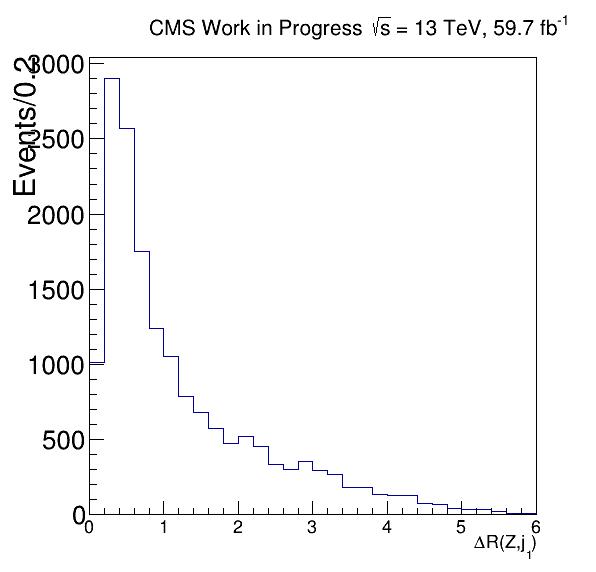 CMS Work in Progress √s = 13 TeV, 59.7 fb⁻¹
Events/0.2
3000
2500
2000
1500
1000
500
0
0 1 2 3 4 5 6
ΔR(Z,j₁)